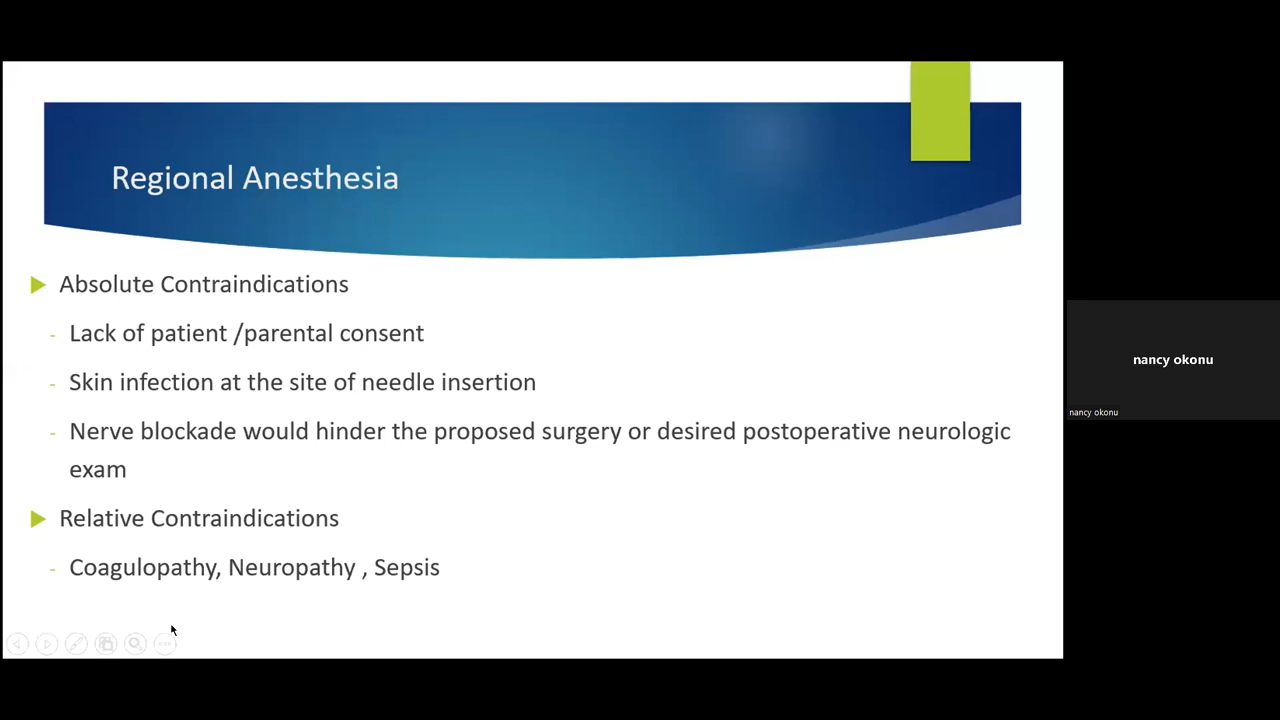 Regional Anesthesia
Absolute Contraindications
- Lack of patient /parental consent
- Skin infection at the site of needle insertion
- Nerve blockade would hinder the proposed surgery or desired postoperative neurologic
exam
Relative Contraindications
- Coagulopathy, Neuropathy , Sepsis
nancy okonu
nancy okonu